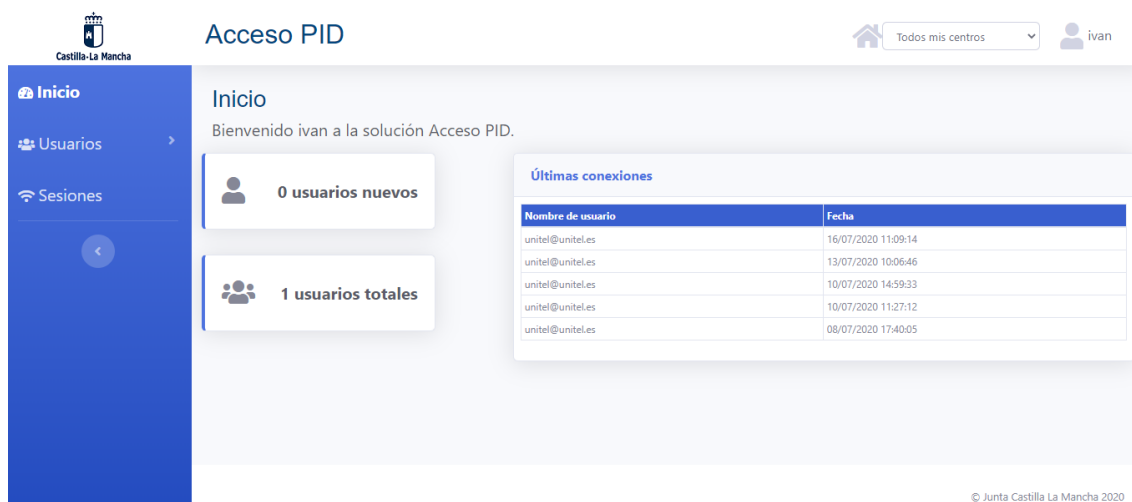 Castilla-La Mancha
Acceso PID
Todos mis centros
ivan
Inicio
Usuarios
Sesiones
Inicio
Bienvenido ivan a la solución Acceso PID.
0 usuarios nuevos
1 usuarios totales
Últimas conexiones
Nombre de usuario Fecha
unitel@unitel.es 16/07/2020 11:09:14
unitel@unitel.es 13/07/2020 10:06:46
unitel@unitel.es 10/07/2020 14:59:33
unitel@unitel.es 10/07/2020 11:27:12
unitel@unitel.es 08/07/2020 17:40:05
© Junta Castilla La Mancha 2020